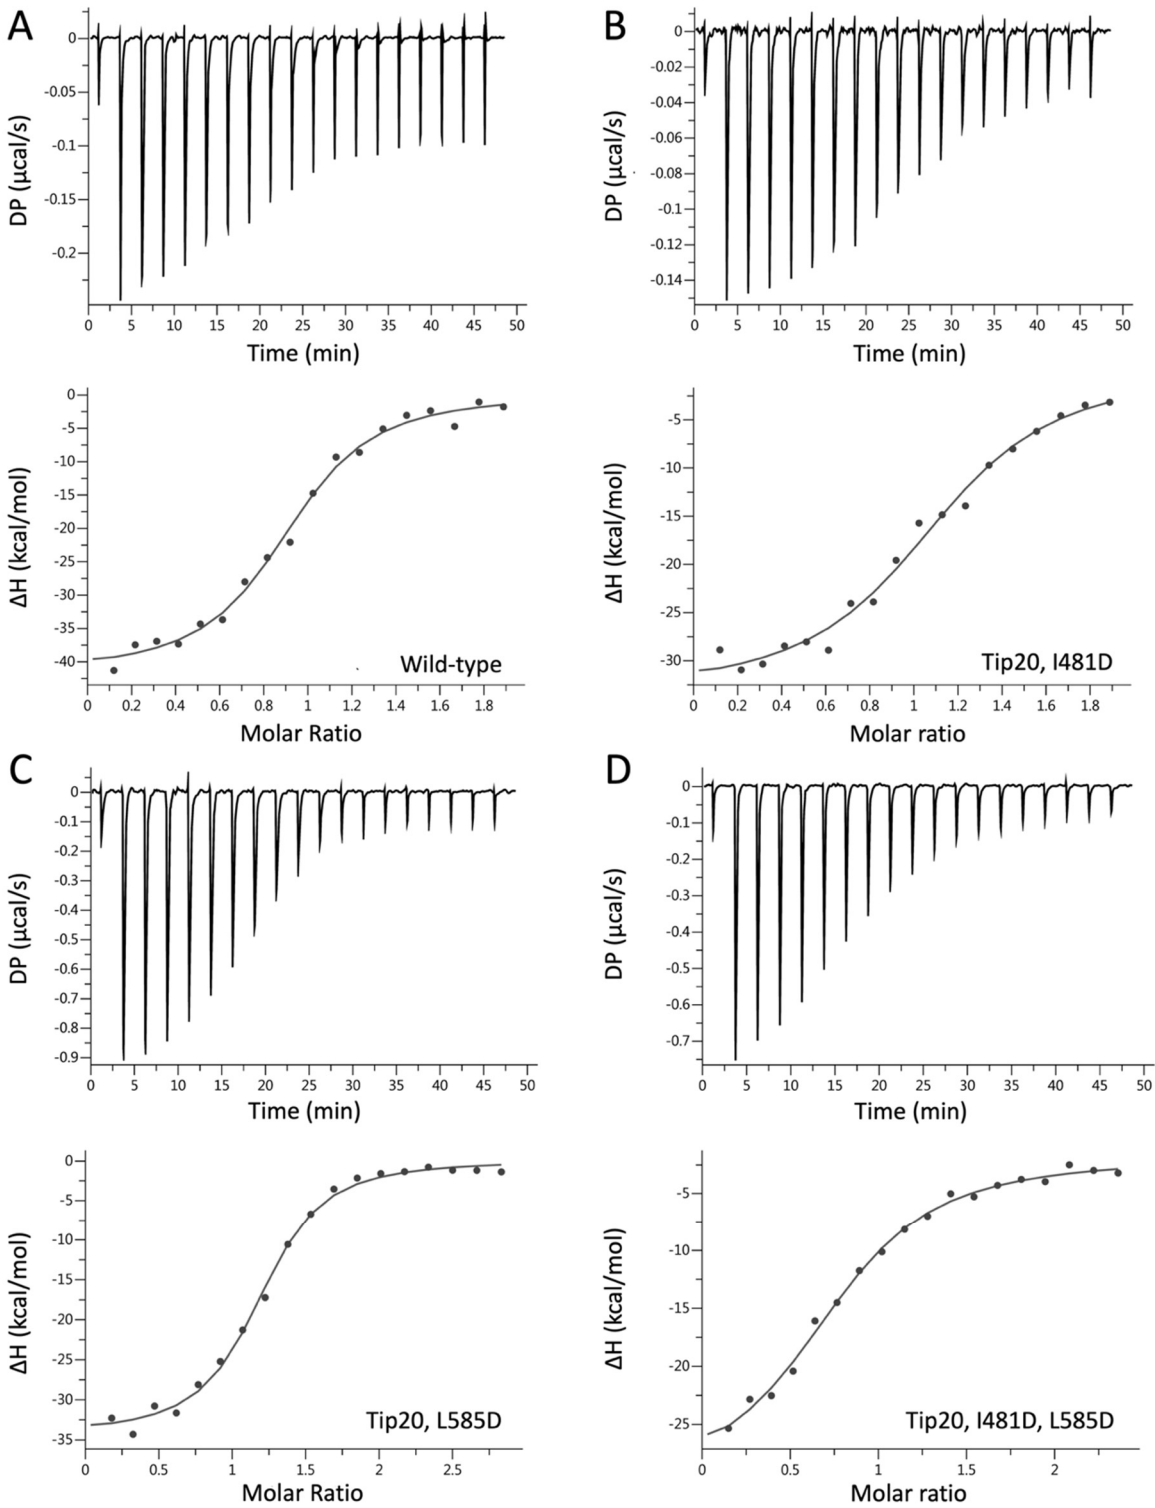 A
0
-0.05
-0.1
-0.15
-0.2
DP (µcal/s)
0 5 10 15 20 25 30 35 40 45 50
Time (min)
0
-5
-10
-15
-20
-25
-30
-35
-40
ΔH (kcal/mol)
Wild-type
0 0.2 0.4 0.6 0.8 1 1.2 1.4 1.6 1.8
Molar Ratio
B
0
-0.02
-0.04
-0.06
-0.08
-0.1
-0.12
-0.14
DP (µcal/s)
0 5 10 15 20 25 30 35 40 45 50
Time (min)
-5
-10
-15
-20
-25
-30
ΔH (kcal/mol)
Tip20, I481D
0 0.2 0.4 0.6 0.8 1 1.2 1.4 1.6 1.8
Molar ratio
C
0
-0.1
-0.2
-0.3
-0.4
-0.5
-0.6
-0.7
-0.8
-0.9
DP (µcal/s)
0 5 10 15 20 25 30 35 40 45 50
Time (min)
0
-5
-10
-15
-20
-25
-30
-35
ΔH (kcal/mol)
Tip20, L585D
0 0.5 1 1.5 2 2.5
Molar Ratio
D
0
-0.1
-0.2
-0.3
-0.4
-0.5
-0.6
-0.7
DP (µcal/s)
0 5 10 15 20 25 30 35 40 45 50
Time (min)
-5
-10
-15
-20
-25
ΔH (kcal/mol)
Tip20, I481D, L585D
0 0.5 1 1.5 2
Molar ratio